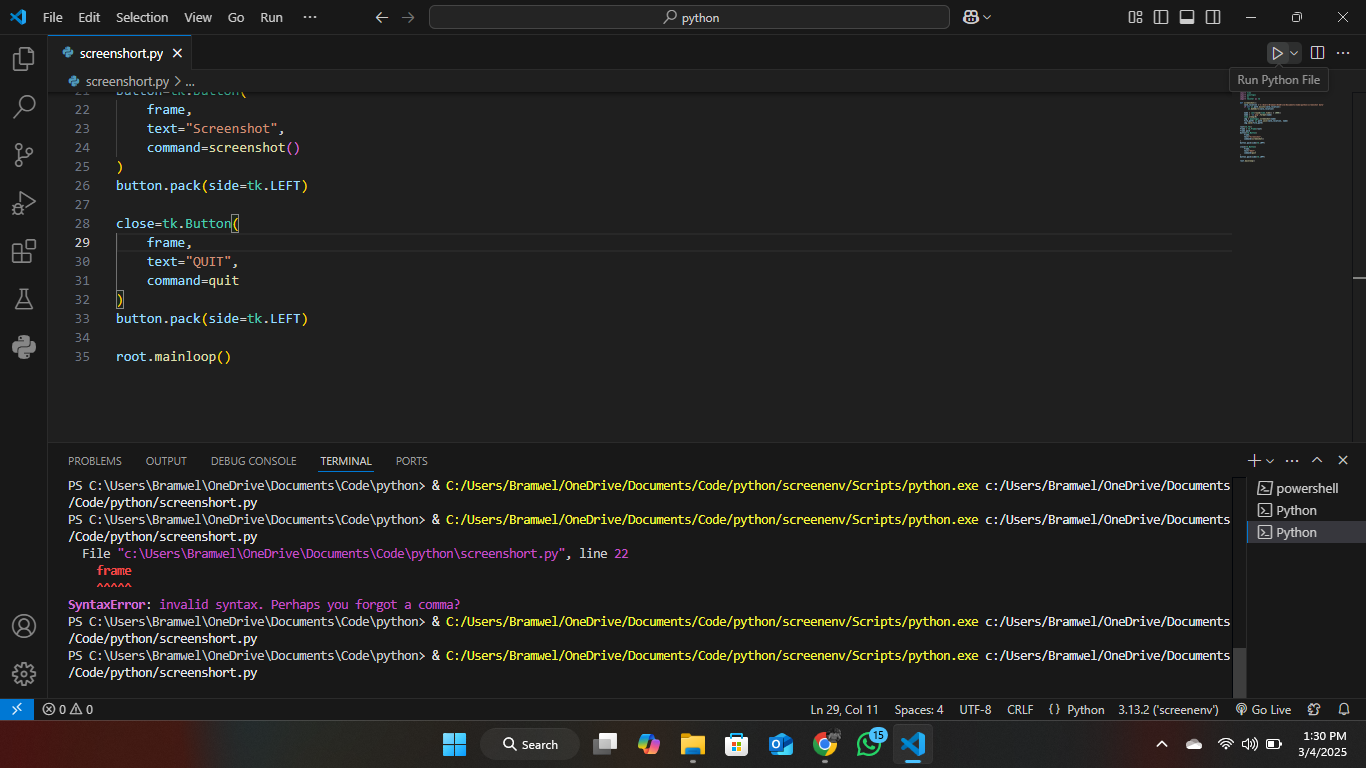 File Edit Selection View Go Run ··· python
screenshort.py
Run Python File
screenshort.py > ...
21 button=tk.Button(
22 frame,
23 text="Screenshot",
24 command=screenshot()
25 )
26 button.pack(side=tk.LEFT)
27
28 close=tk.Button(
29 frame,
30 text="QUIT",
31 command=quit
32 )
33 button.pack(side=tk.LEFT)
34
35 root.mainloop()
PROBLEMS OUTPUT DEBUG CONSOLE TERMINAL PORTS
PS C:\Users\Bramwel\OneDrive\Documents\Code\python> & C:/Users/Bramwel/OneDrive/Documents/Code/python/screenenv/Scripts/python.exe c:/Users/Bramwel/OneDrive/Documents
/Code/python/screenshort.py
PS C:\Users\Bramwel\OneDrive\Documents\Code\python> & C:/Users/Bramwel/OneDrive/Documents/Code/python/screenenv/Scripts/python.exe c:/Users/Bramwel/OneDrive/Documents
/Code/python/screenshort.py
File "c:\Users\Bramwel\OneDrive\Documents\Code\python\screenshort.py", line 22
frame
^^^^^
SyntaxError: invalid syntax. Perhaps you forgot a comma?
PS C:\Users\Bramwel\OneDrive\Documents\Code\python> & C:/Users/Bramwel/OneDrive/Documents/Code/python/screenenv/Scripts/python.exe c:/Users/Bramwel/OneDrive/Documents
/Code/python/screenshort.py
PS C:\Users\Bramwel\OneDrive\Documents\Code\python> & C:/Users/Bramwel/OneDrive/Documents/Code/python/screenenv/Scripts/python.exe c:/Users/Bramwel/OneDrive/Documents
/Code/python/screenshort.py
powershell
Python
Python
0 0 Ln 29, Col 11 Spaces: 4 UTF-8 CRLF {} Python 3.13.2 ('screenenv') Go Live
Search
15
1:30 PM
3/4/2025